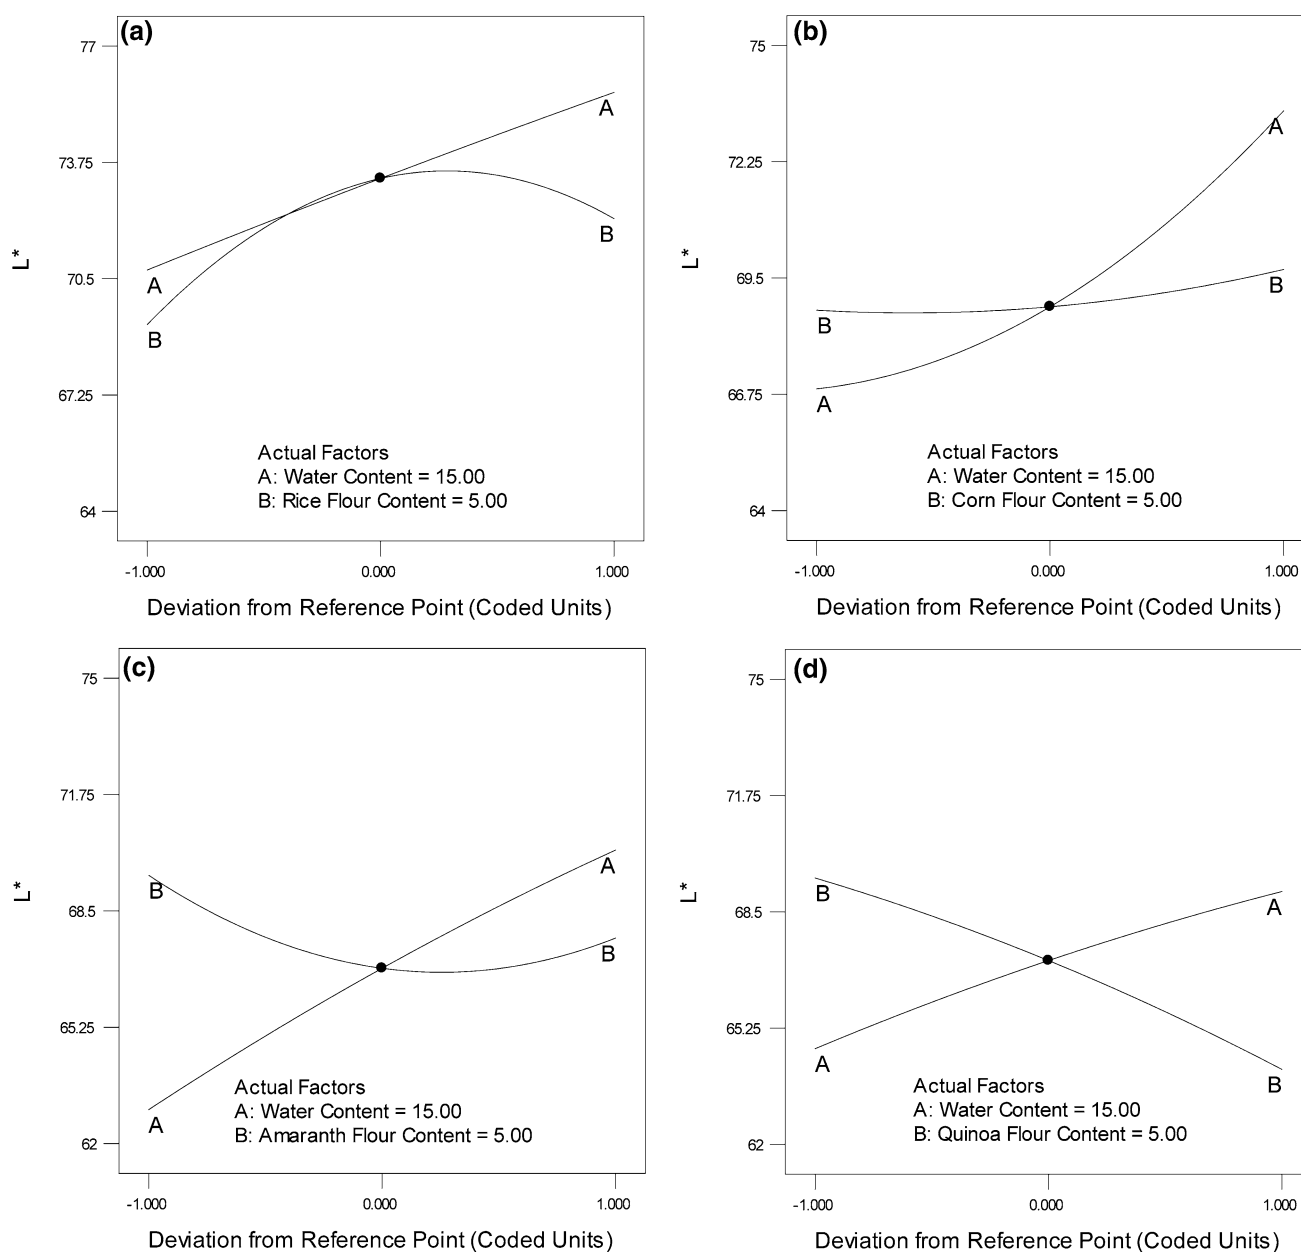 (a)
77
73.75
70.5
67.25
64
L*
A
B
A
B
Actual Factors
A: Water Content = 15.00
B: Rice Flour Content = 5.00
-1.000 0.000 1.000
Deviation from Reference Point (Coded Units)
(b)
75
72.25
69.5
66.75
64
L*
A
B
B
A
Actual Factors
A: Water Content = 15.00
B: Corn Flour Content = 5.00
-1.000 0.000 1.000
Deviation from Reference Point (Coded Units)
(c)
75
71.75
68.5
65.25
62
L*
B
A
B
A
Actual Factors
A: Water Content = 15.00
B: Amaranth Flour Content = 5.00
-1.000 0.000 1.000
Deviation from Reference Point (Coded Units)
(d)
75
71.75
68.5
65.25
62
L*
B
A
A
B
Actual Factors
A: Water Content = 15.00
B: Quinoa Flour Content = 5.00
-1.000 0.000 1.000
Deviation from Reference Point (Coded Units)